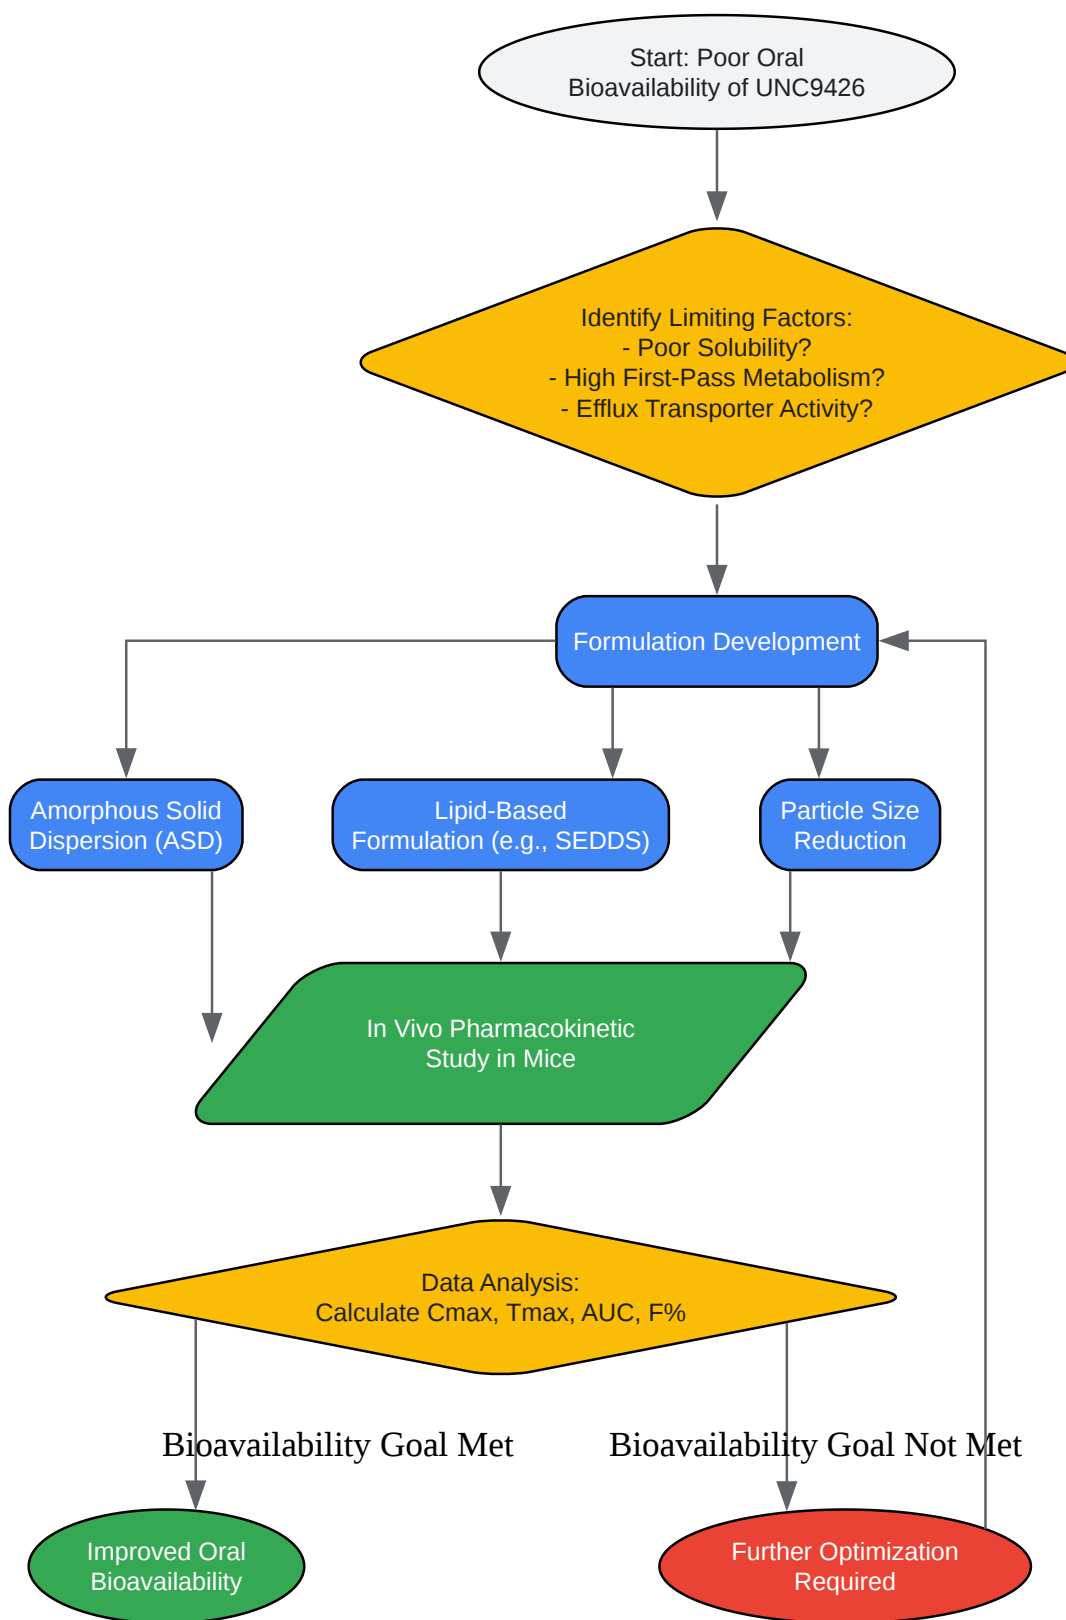 Start: Poor Oral
Bioavailability of UNC9426
Identify Limiting Factors:
- Poor Solubility?
- High First-Pass Metabolism?
- Efflux Transporter Activity?
Formulation Development
Amorphous Solid
Dispersion (ASD)
Lipid-Based
Formulation (e.g., SEDDS)
Particle Size
Reduction
In Vivo Pharmacokinetic
Study in Mice
Data Analysis:
Calculate Cmax, Tmax, AUC, F%
Bioavailability Goal Met
Bioavailability Goal Not Met
Improved Oral
Bioavailability
Further Optimization
Required